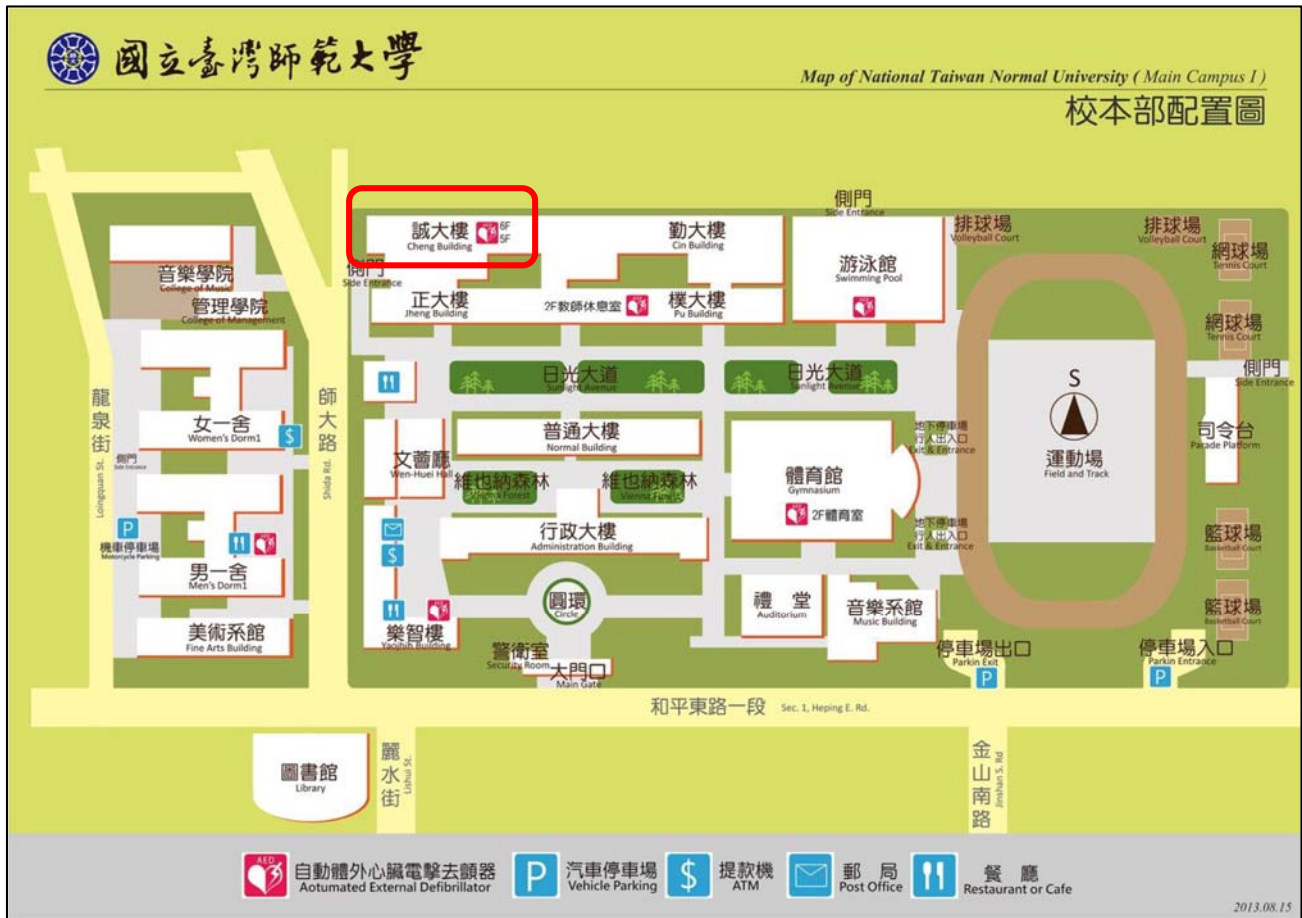 國立臺灣師範大學
Map of National Taiwan Normal University ( Main Campus I )
校本部配置圖
側門
Side Entrance
誠大樓
Cheng Building
6F
5F
勤大樓
Cin Building
排球場
Volleyball Court
排球場
Volleyball Court
網球場
Tennis Court
音樂學院
College of Music
側門
Side Entrance
游泳館
Swimming Pool
管理學院
College of Management
正大樓
Jheng Building
2F教師休息室
樸大樓
Pu Building
網球場
Tennis Court
日光大道
Sunlight Avenue
日光大道
Sunlight Avenue
側門
Side Entrance
S
龍泉街
Loingquan St.
師大路
Shida Rd.
女一舍
Women's Dorm1
$
側門
Side Entrance
文薈廳
Wen-Huei Hall
普通大樓
Normal Building
地下停車場
行人出入口
Exit & Entrance
司令台
Parade Platform
運動場
Field and Track
維也納森林
Vienna Forest
維也納森林
Vienna Forest
體育館
Gymnasium
2F體育室
P
機車停車場
Motorcycle Parking
$
行政大樓
Administration Building
地下停車場
行人出入口
Exit & Entrance
籃球場
Basketball Court
男一舍
Men's Dorm1
圓環
Circle
禮 堂
Auditorium
音樂系館
Music Building
籃球場
Basketball Court
美術系館
Fine Arts Building
樂智樓
Yaojhih Building
警衛室
Security Room
大門口
Main Gate
停車場出口
Parkin Exit
P
停車場入口
Parkin Entrance
P
和平東路一段 Sec. 1, Heping E. Rd.
圖書館
Library
麗水街
Lishui St.
金山南路
Jinshan S. Rd
AED
自動體外心臟電擊去顫器
Aotumated External Defibrillator
P
汽車停車場
Vehicle Parking
$
提款機
ATM
郵 局
Post Office
餐 廳
Restaurant or Cafe
2013.08.15